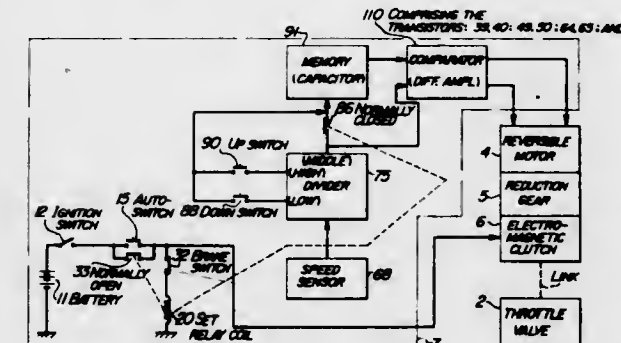 110 COMPRISING THE
TRANSISTORS: 39,40: 49,50: 64,65: AND
91
MEMORY
(CAPACITOR)
COMPARATOR
(DIFF. AMPL)
86 NORMALLY
CLOSED
90 UP SWITCH
(MIDDLE)
(HIGH)
DIVIDER
(LOW)
75
4
REVERSIBLE
MOTOR
5
REDUCTION
GEAR
6
ELECTRO-
MAGNETIC
CLUTCH
15 AUTO-
SWITCH
88 DOWN SWITCH
12 IGNITION
SWITCH
32 BRAKE
SWITCH
33 NORMALLY
OPEN
11 BATTERY
SPEED
SENSOR
68
LINK
20 SET
RELAY COIL
2
THROTTLE
VALVE
7